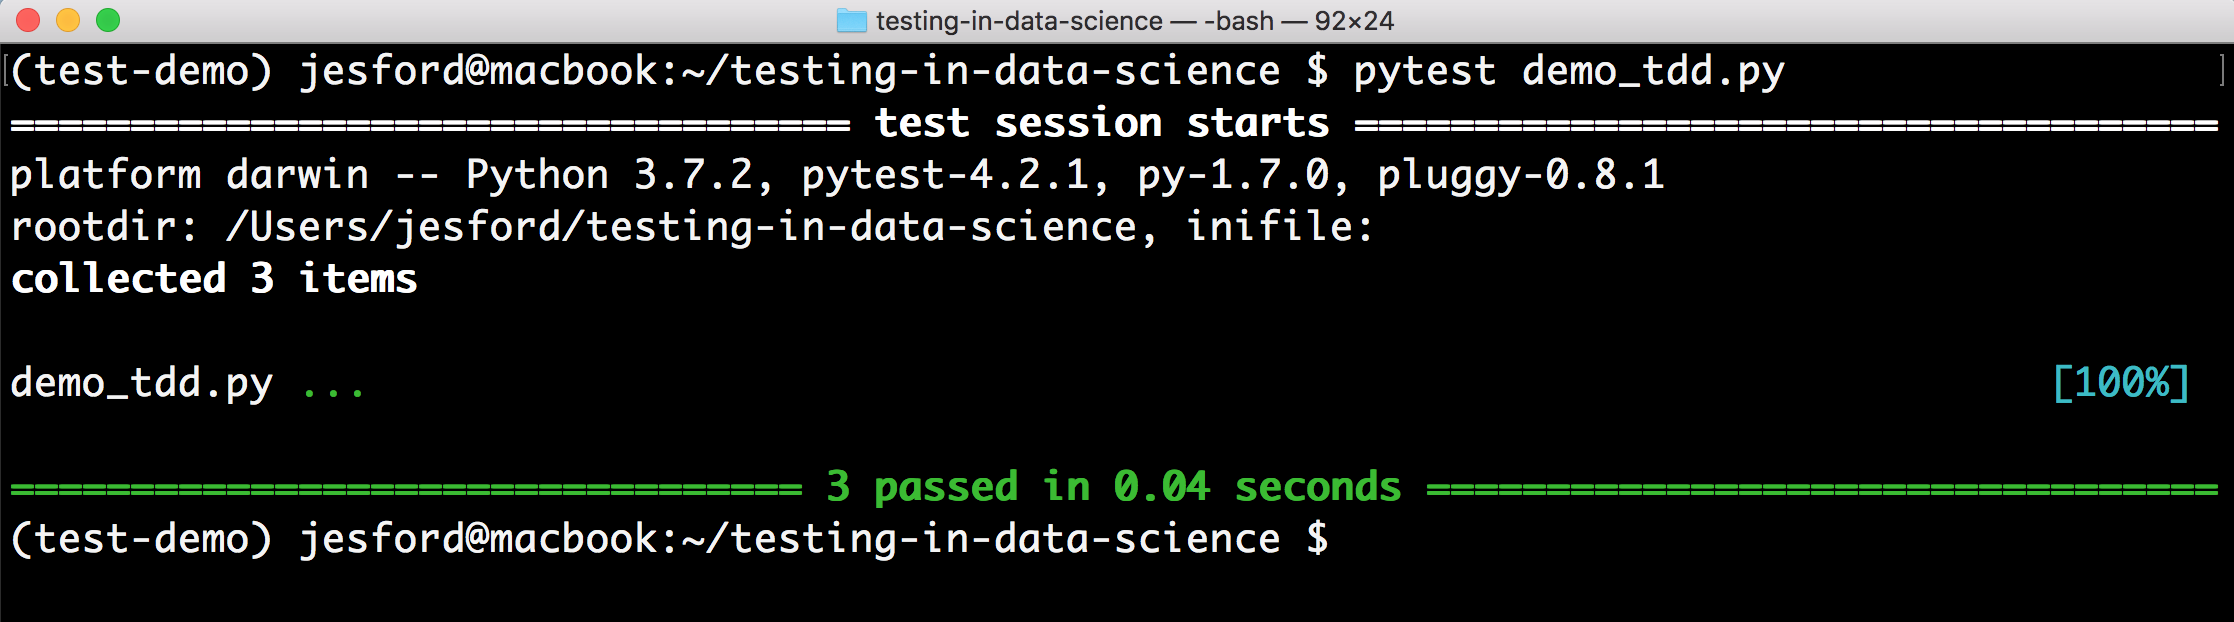 testing-in-data-science — -bash — 92×24
(test-demo) jesford@macbook:~/testing-in-data-science $ pytest demo_tdd.py
=================================== test session starts ====================================
platform darwin -- Python 3.7.2, pytest-4.2.1, py-1.7.0, pluggy-0.8.1
rootdir: /Users/jesford/testing-in-data-science, inifile:
collected 3 items
demo_tdd.py ... [100%]
================================= 3 passed in 0.04 seconds =================================
(test-demo) jesford@macbook:~/testing-in-data-science $